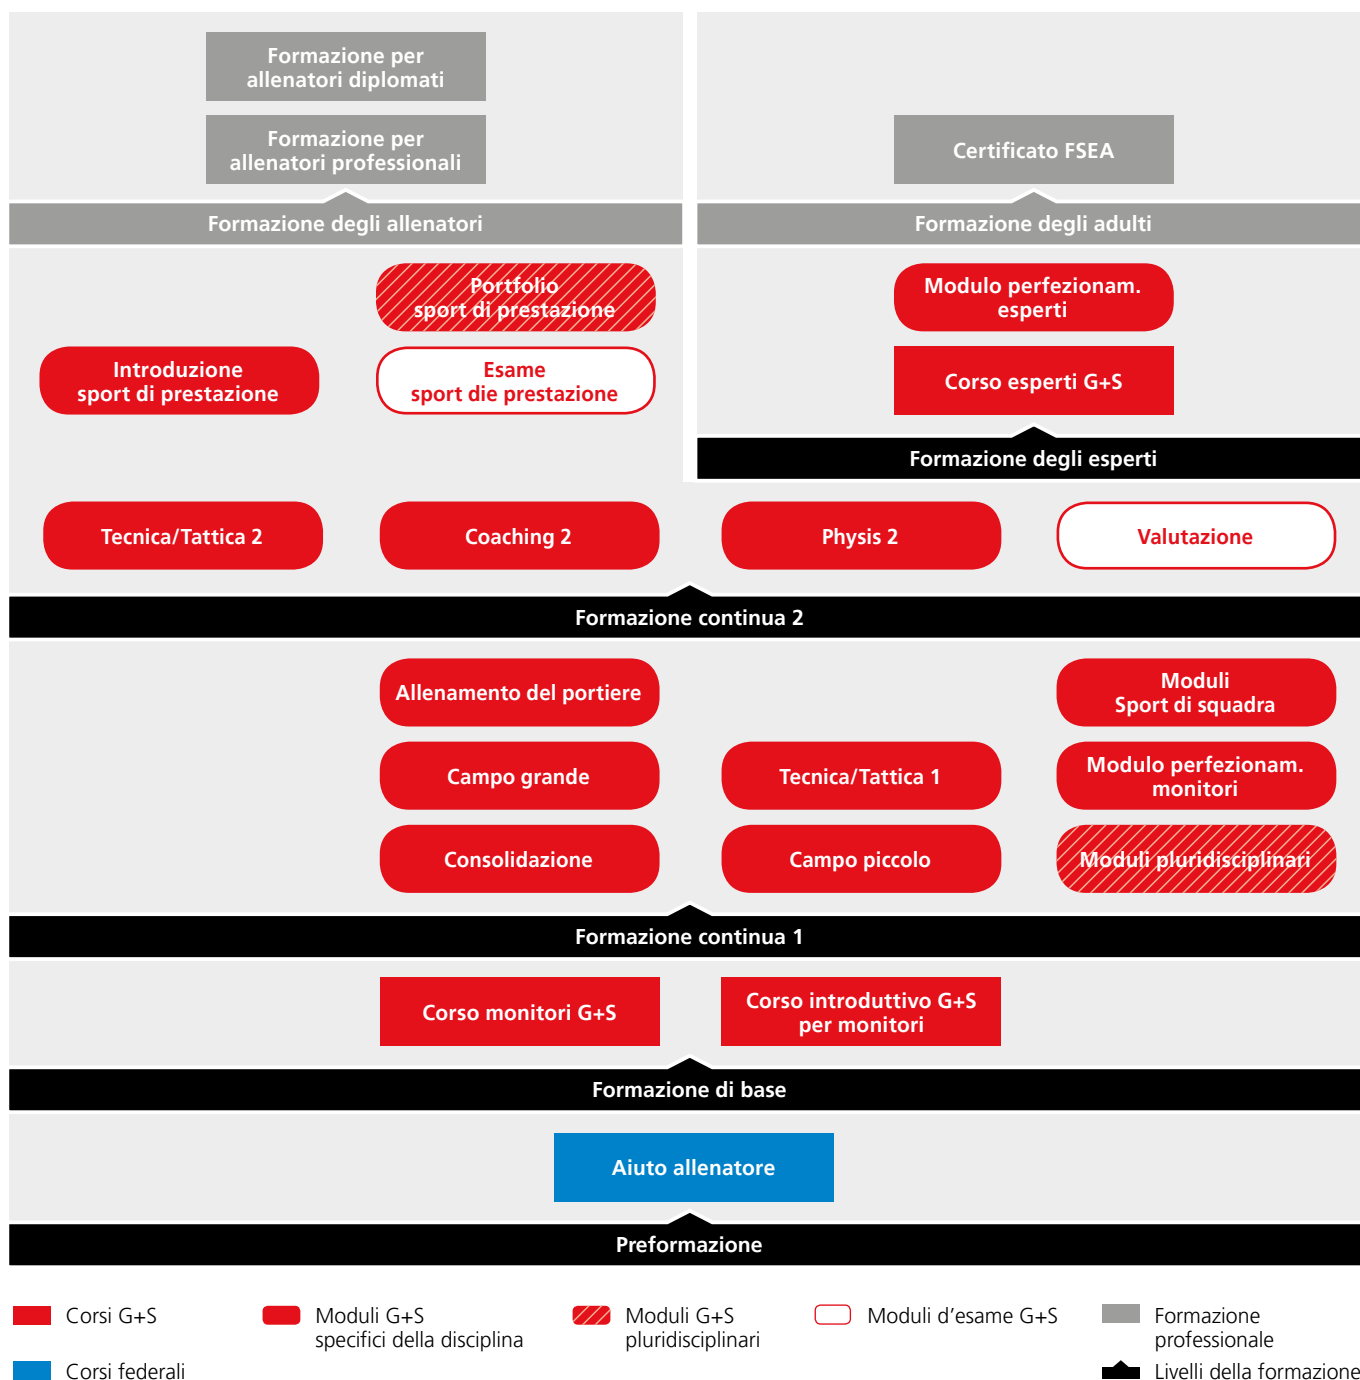 Formazione per
allenatori diplomati
Formazione per
allenatori professionali
Certificato FSEA
Formazione degli allenatori
Formazione degli adulti
Portfolio
sport di prestazione
Modulo perfezionam.
esperti
Introduzione
sport di prestazione
Esame
sport die prestazione
Corso esperti G+S
Formazione degli esperti
Tecnica/Tattica 2
Coaching 2
Physis 2
Valutazione
Formazione continua 2
Allenamento del portiere
Moduli
Sport di squadra
Campo grande
Tecnica/Tattica 1
Modulo perfezionam.
monitori
Consolidazione
Campo piccolo
Moduli pluridisciplinari
Formazione continua 1
Corso monitori G+S
Corso introduttivo G+S
per monitori
Formazione di base
Aiuto allenatore
Preformazione
Corsi G+S
Moduli G+S
specifici della disciplina
Moduli G+S
pluridisciplinari
Moduli d'esame G+S
Formazione
professionale
Corsi federali
Livelli della formazione